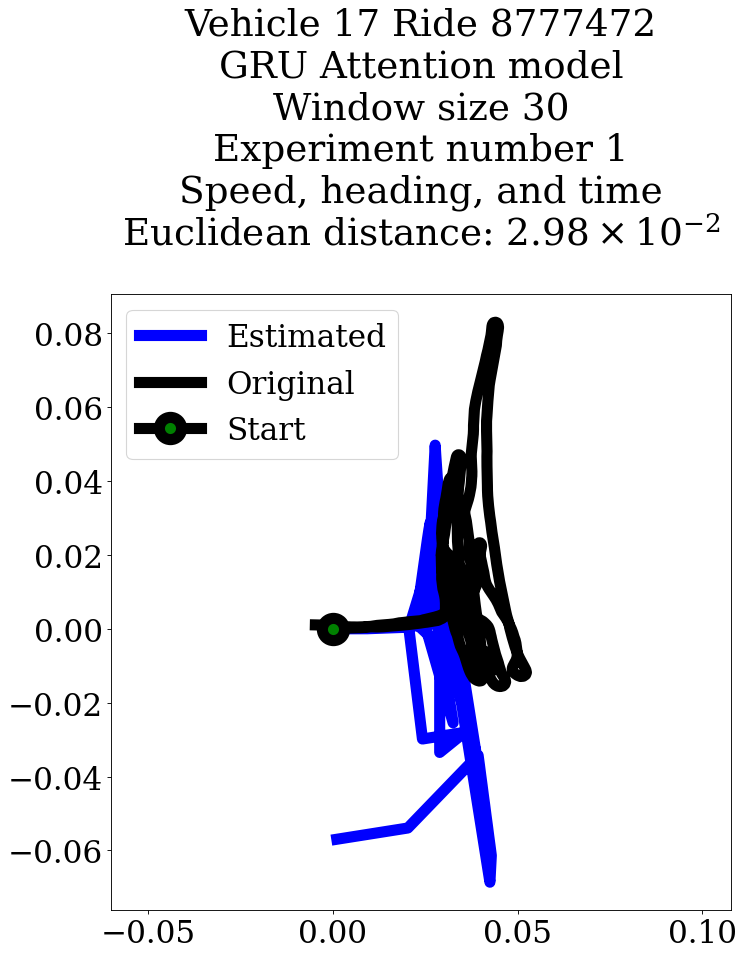 Vehicle 17 Ride 8777472
GRU Attention model
Window size 30
Experiment number 1
Speed, heading, and time
Euclidean distance: 2.98 × 10⁻²
Estimated
Original
Start
0.08
0.06
0.04
0.02
0.00
−0.02
−0.04
−0.06
−0.05 0.00 0.05 0.10